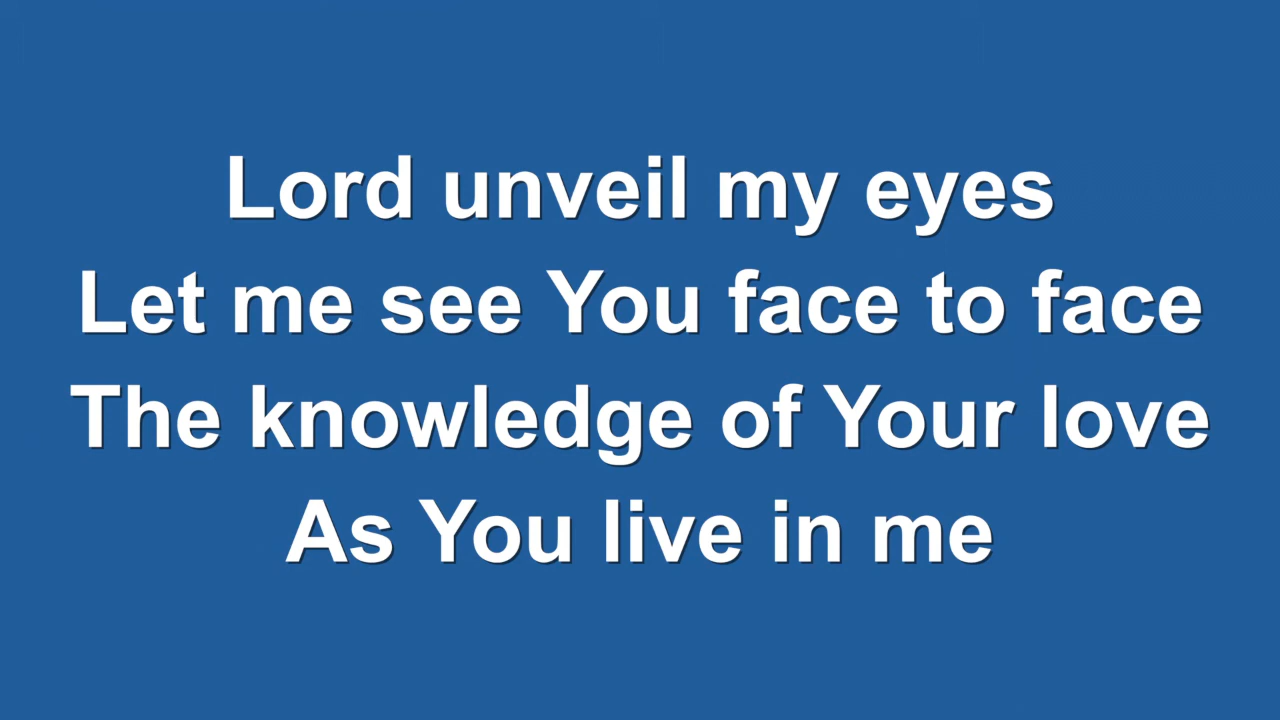 Lord unveil my eyes
Let me see You face to face
The knowledge of Your love
As You live in me